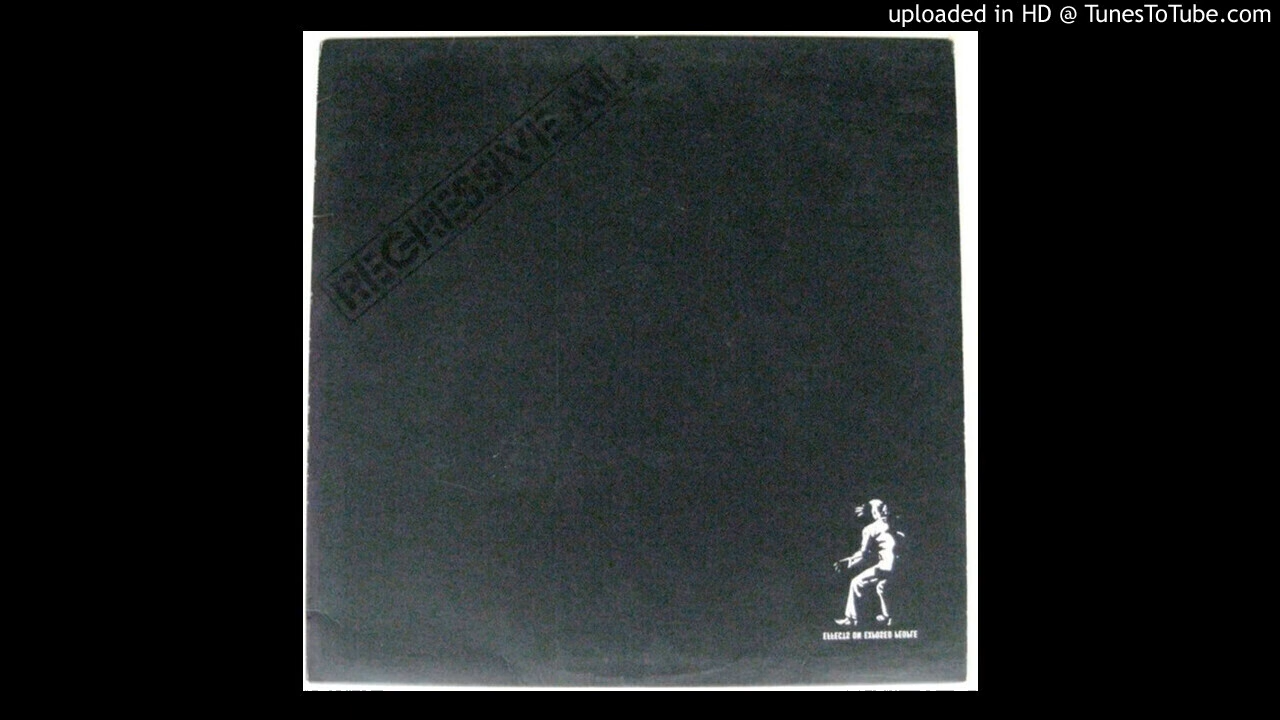 uploaded in HD @ TunesToTube.com
REGRESSIVE AID
EFFECTS ON EXPOSED PEOPLE